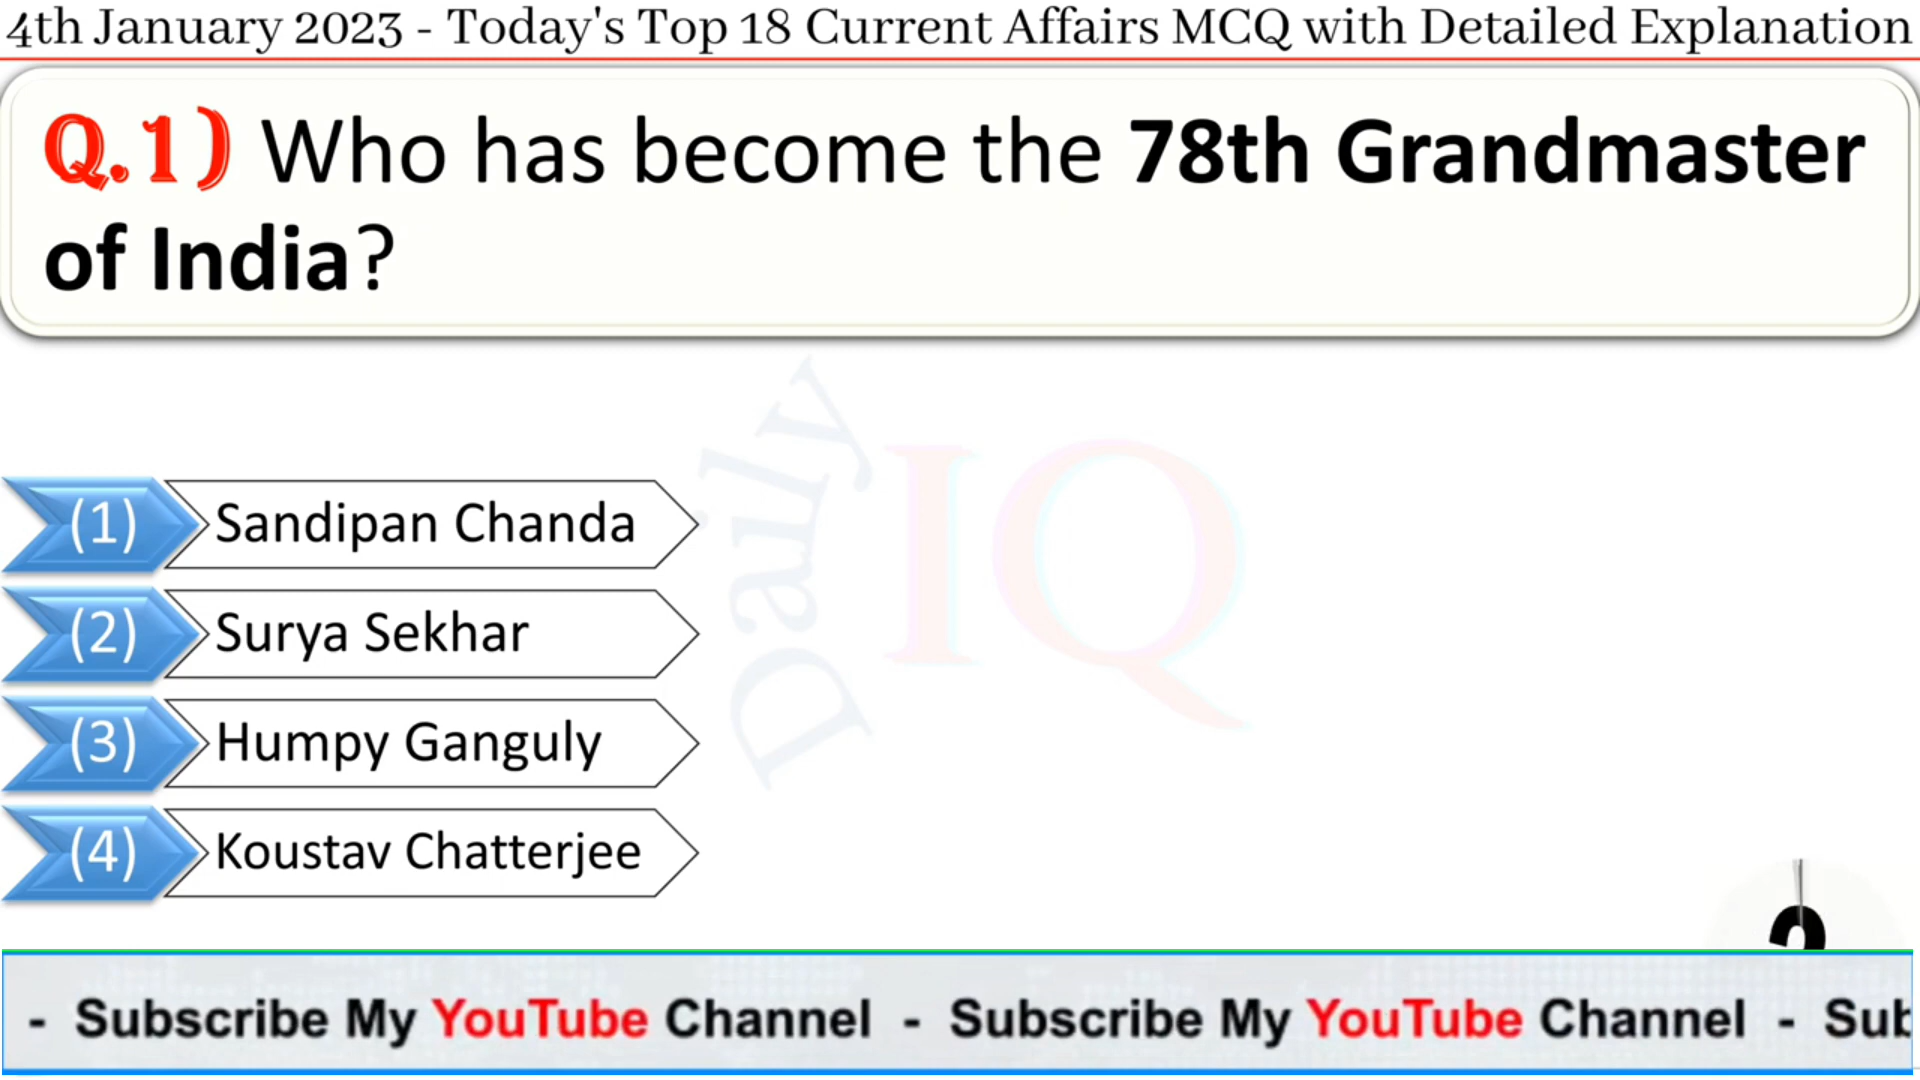 4th January 2023 - Today's Top 18 Current Affairs MCQ with Detailed Explanation
Q.1) Who has become the 78th Grandmaster
of India?
Daily IQ
(1) Sandipan Chanda
(2) Surya Sekhar
(3) Humpy Ganguly
(4) Koustav Chatterjee
- Subscribe My YouTube Channel - Subscribe My YouTube Channel - Sub